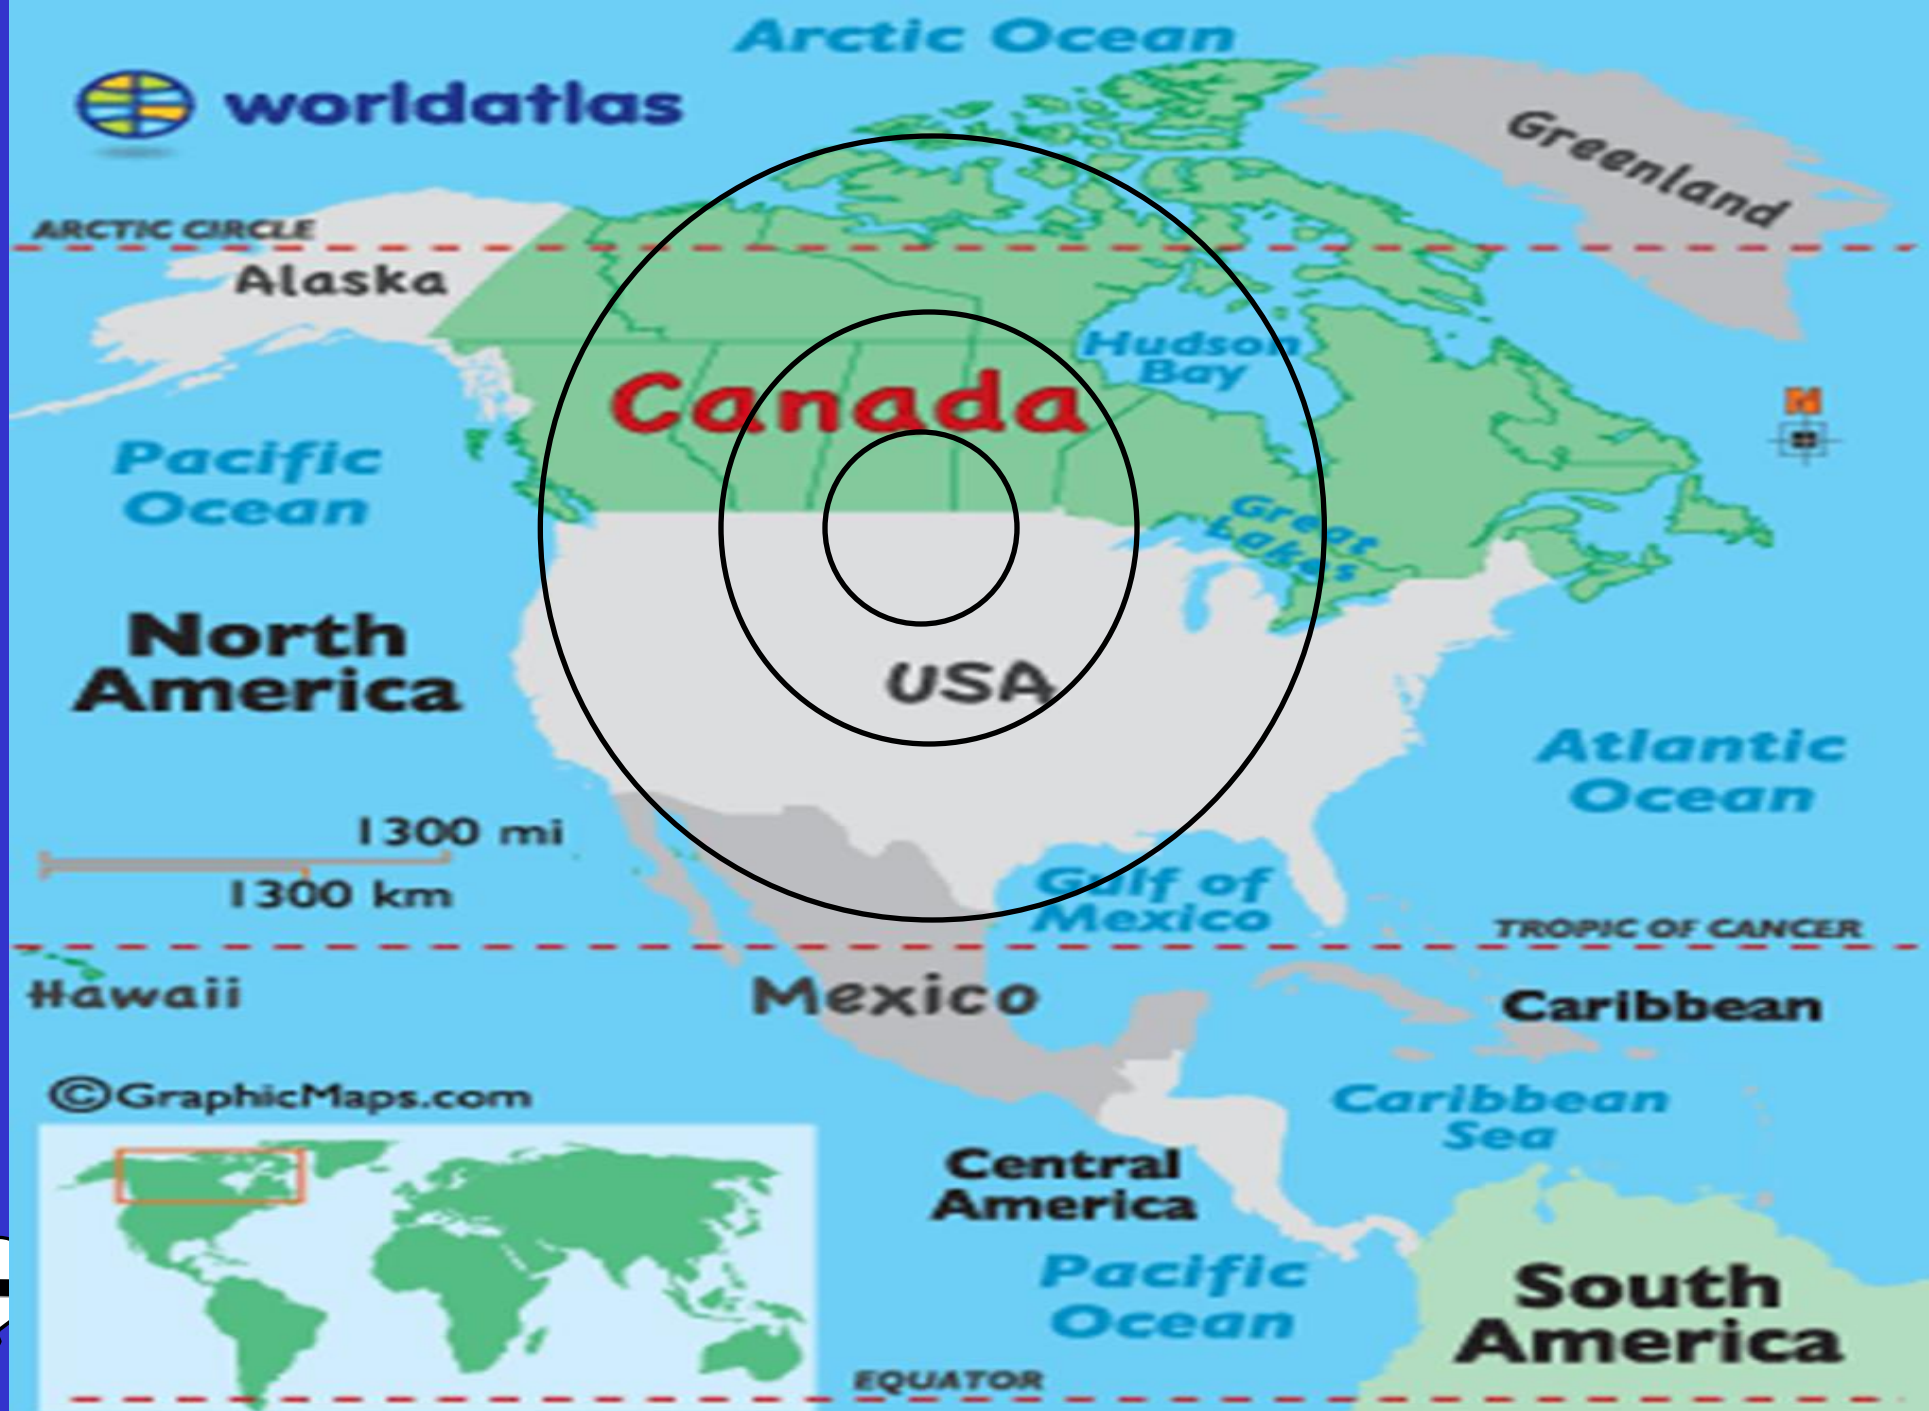 Arctic Ocean
worldatlas
Greenland
ARCTIC CIRCLE
Alaska
Hudson
Bay
Canada
N
Pacific
Ocean
Great
Lakes
North
America
USA
Atlantic
Ocean
1300 mi
1300 km
Gulf of
Mexico
TROPIC OF CANCER
Hawaii
Mexico
Caribbean
©GraphicMaps.com
Caribbean
Sea
Central
America
Pacific
Ocean
South
America
EQUATOR